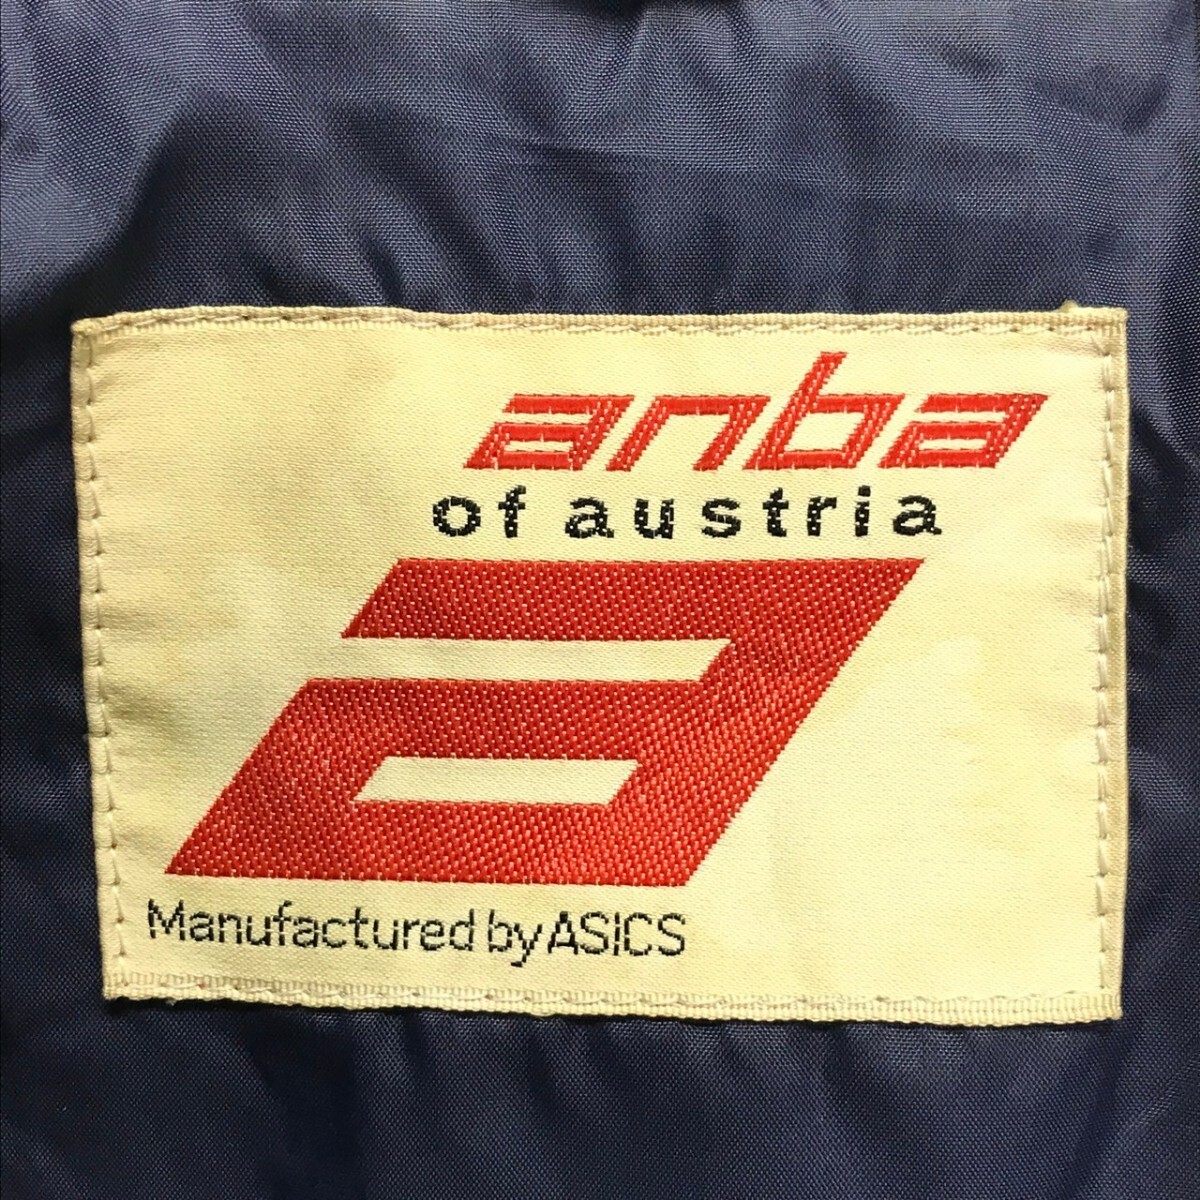 anba
of austria
a
Manufactured by ASICS